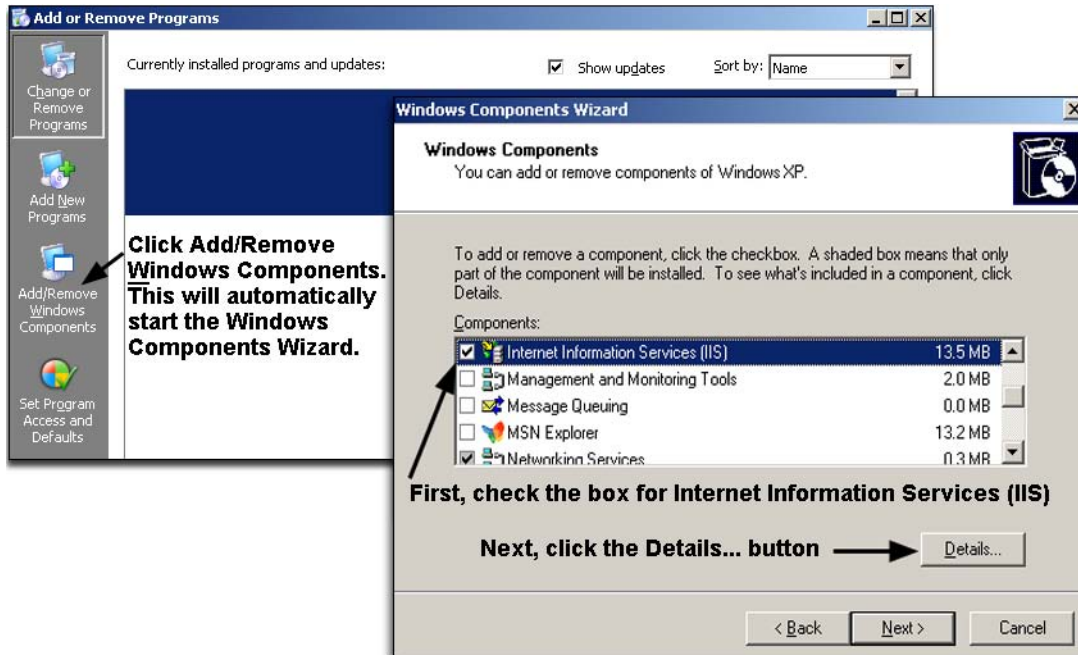 Add or Remove Programs
Currently installed programs and updates:
Show updates
Sort by: Name
Change or
Remove
Programs
Add New
Programs
Add/Remove
Windows
Components
Set Program
Access and
Defaults
Click Add/Remove
Windows Components.
This will automatically
start the Windows
Components Wizard.
Windows Components Wizard
Windows Components
You can add or remove components of Windows XP.
To add or remove a component, click the checkbox. A shaded box means that only
part of the component will be installed. To see what's included in a component, click
Details.
Components:
Internet Information Services (IIS) 13.5 MB
Management and Monitoring Tools 2.0 MB
Message Queuing 0.0 MB
MSN Explorer 13.2 MB
Networking Services 0.3 MB
First, check the box for Internet Information Services (IIS)
Next, click the Details... button
Details...
< Back
Next >
Cancel